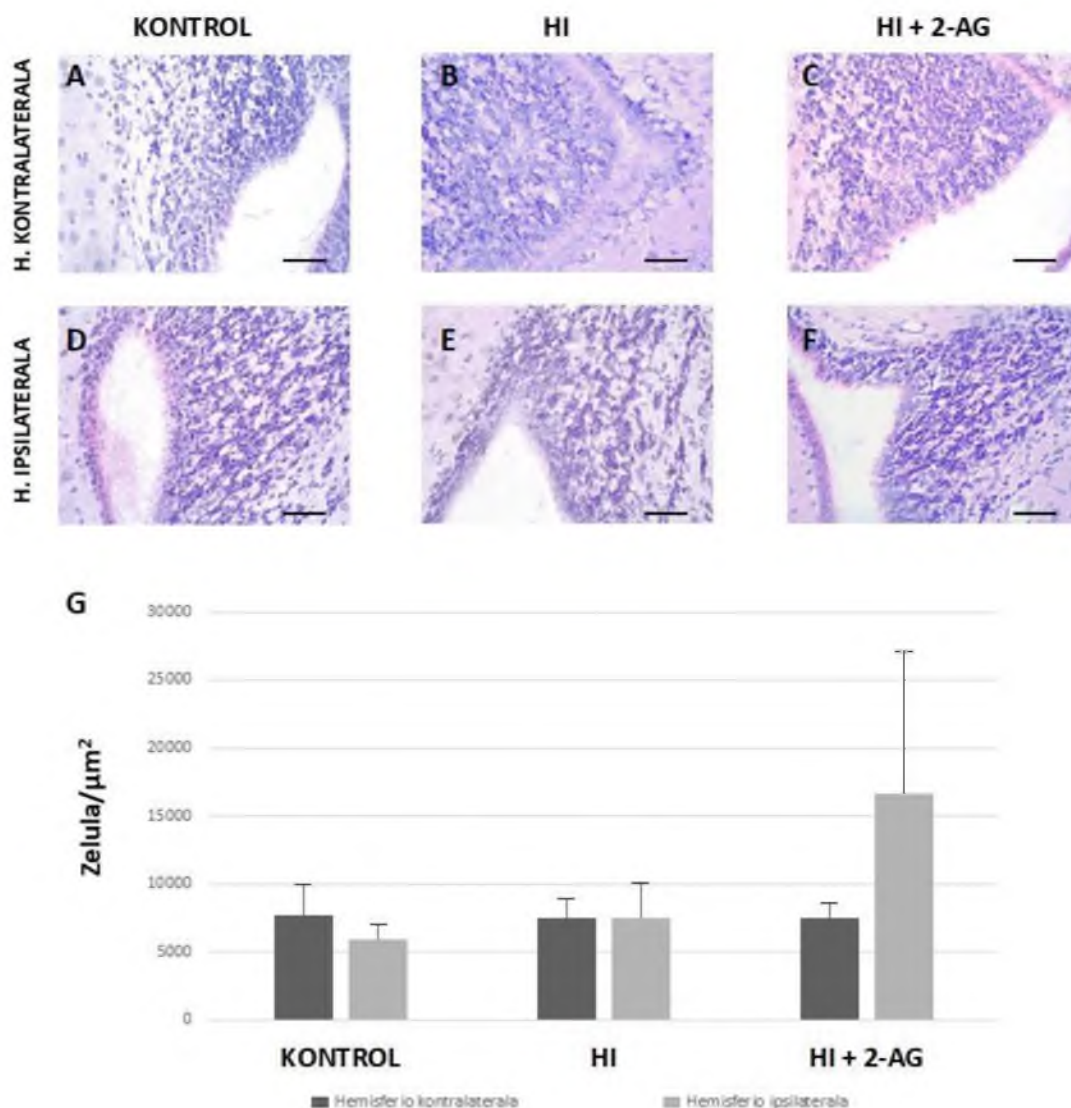 KONTROL HI HI + 2-AG
H. KONTRALATERALA
A B C
H. IPSILATERALA
D E F
G
30000
25000
20000
15000
10000
5000
0
Zelula/µm²
KONTROL HI HI + 2-AG
Hemisferio kontralaterala Hemisferio ipsilaterala